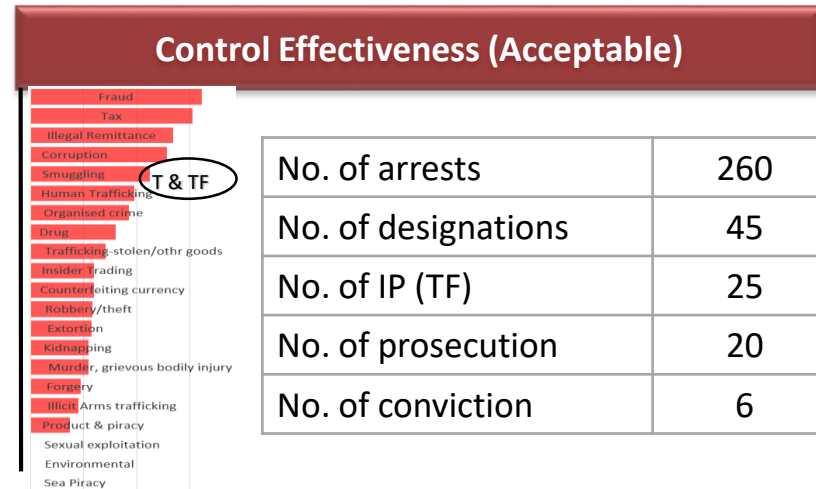 Control Effectiveness (Acceptable)
Fraud
Tax
Illegal Remittance
Corruption
Smuggling
T & TF
Human Trafficking
Organised crime
Drug
Trafficking-stolen/othr goods
Insider Trading
Counterfeiting currency
Robbery/theft
Extortion
Kidnapping
Murder, grievous bodily injury
Forgery
Illicit Arms trafficking
Product & piracy
Sexual exploitation
Environmental
Sea Piracy
No. of arrests 260
No. of designations 45
No. of IP (TF) 25
No. of prosecution 20
No. of conviction 6